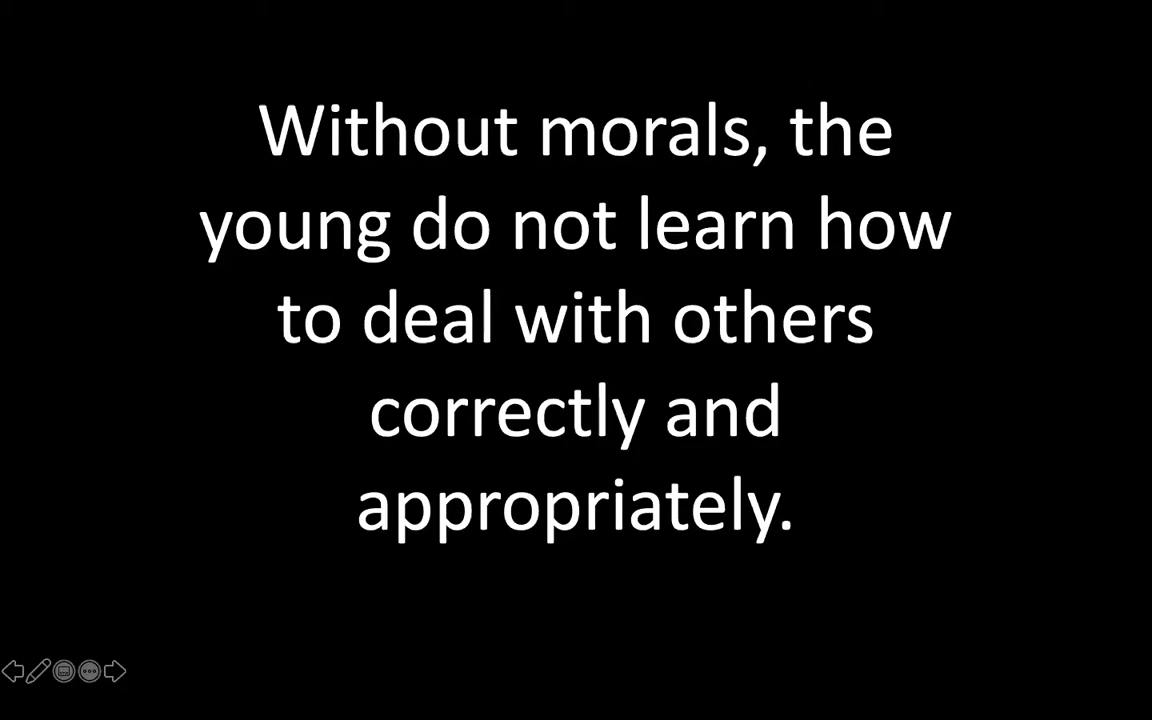 Without morals, the
young do not learn how
to deal with others
correctly and
appropriately.